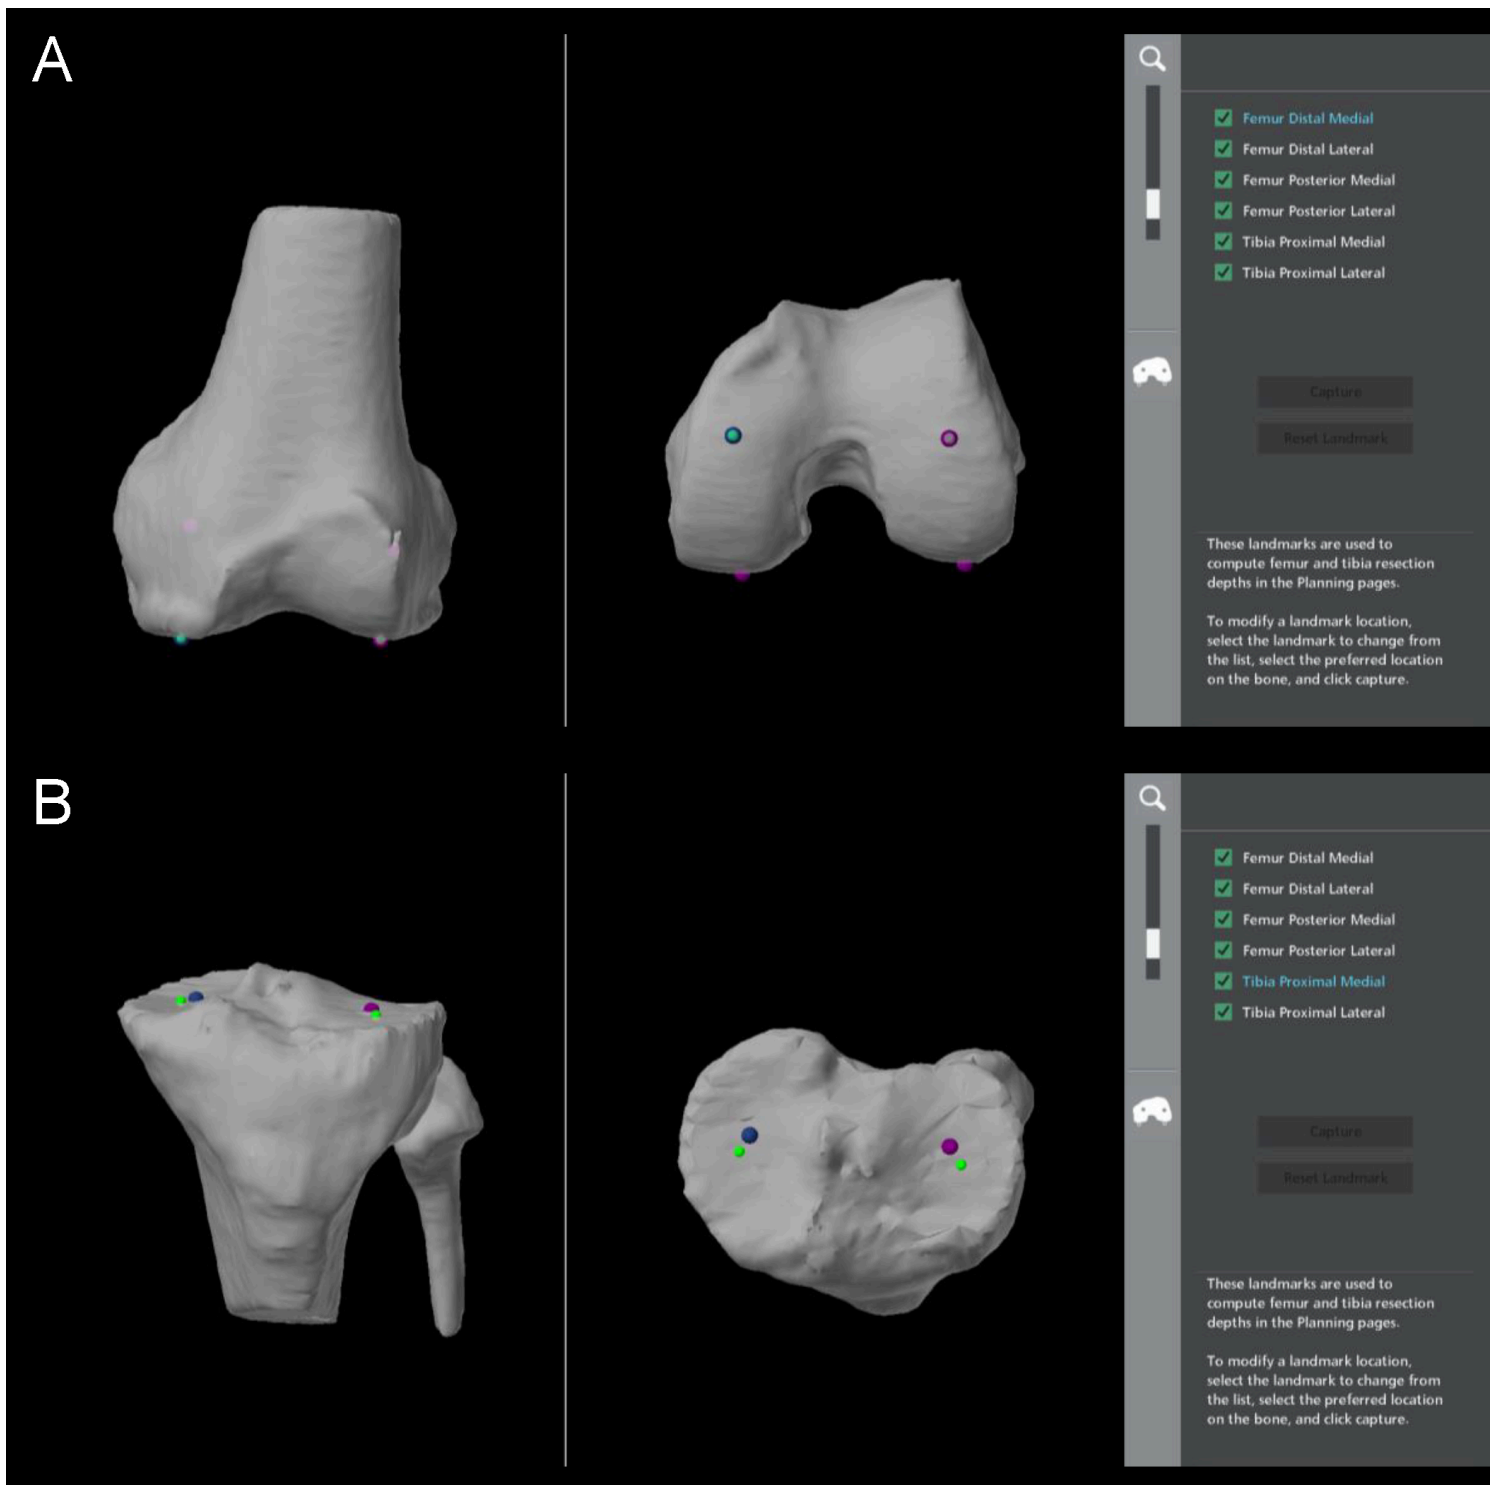 A
Femur Distal Medial
Femur Distal Lateral
Femur Posterior Medial
Femur Posterior Lateral
Tibia Proximal Medial
Tibia Proximal Lateral
Capture
Reset Landmark
These landmarks are used to
compute femur and tibia resection
depths in the Planning pages.
To modify a landmark location,
select the landmark to change from
the list, select the preferred location
on the bone, and click capture.
B
Femur Distal Medial
Femur Distal Lateral
Femur Posterior Medial
Femur Posterior Lateral
Tibia Proximal Medial
Tibia Proximal Lateral
Capture
Reset Landmark
These landmarks are used to
compute femur and tibia resection
depths in the Planning pages.
To modify a landmark location,
select the landmark to change from
the list, select the preferred location
on the bone, and click capture.